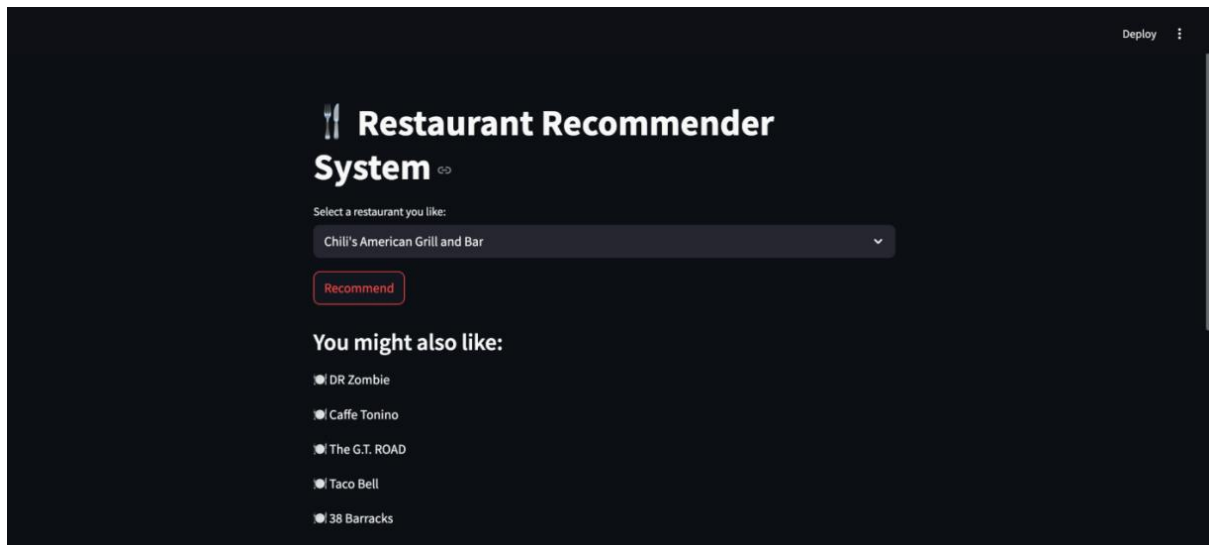 Deploy
Restaurant Recommender
System
Select a restaurant you like:
Chili's American Grill and Bar
Recommend
You might also like:
DR Zombie
Caffe Tonino
The G.T. ROAD
Taco Bell
38 Barracks